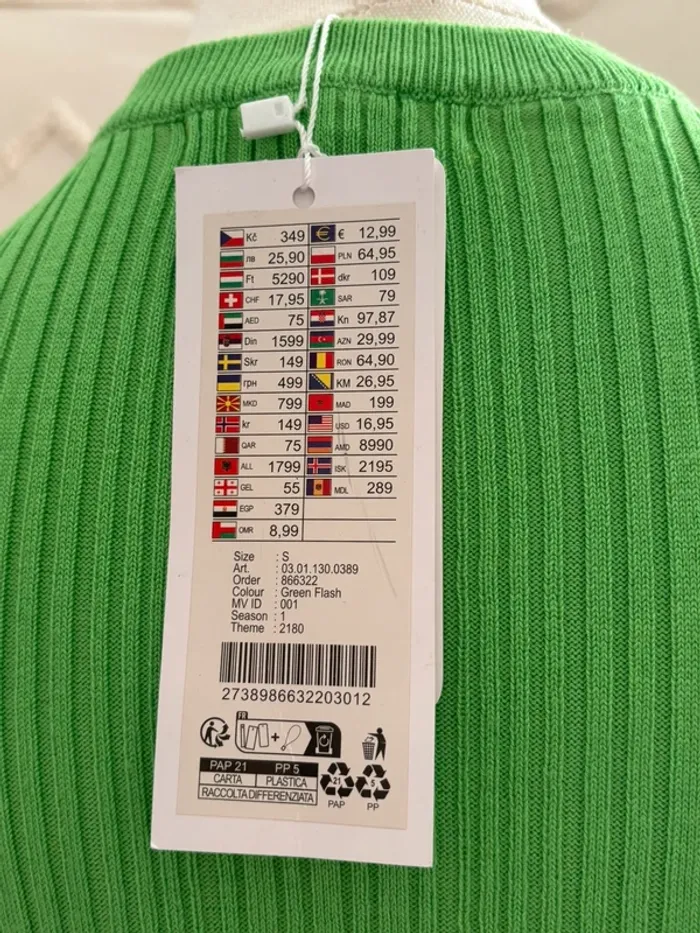 Kč 349 € 12,99
лв 25,90 PLN 64,95
Ft 5290 dkr 109
CHF 17,95 SAR 79
AED 75 Kn 97,87
Din 1599 AZN 29,99
Skr 149 RON 64,90
грн 499 KM 26,95
MKD 799 MAD 199
kr 149 USD 16,95
QAR 75 AMD 8990
ALL 1799 ISK 2195
GEL 55 MDL 289
EGP 379
OMR 8,99
Size : S
Art. : 03.01.130.0389
Order : 866322
Colour : Green Flash
MV ID : 001
Season : 1
Theme : 2180
2738986632203012
FR
+
PAP 21 PP 5
CARTA PLASTICA
RACCOLTA DIFFERENZIATA
21 5
PAP PP